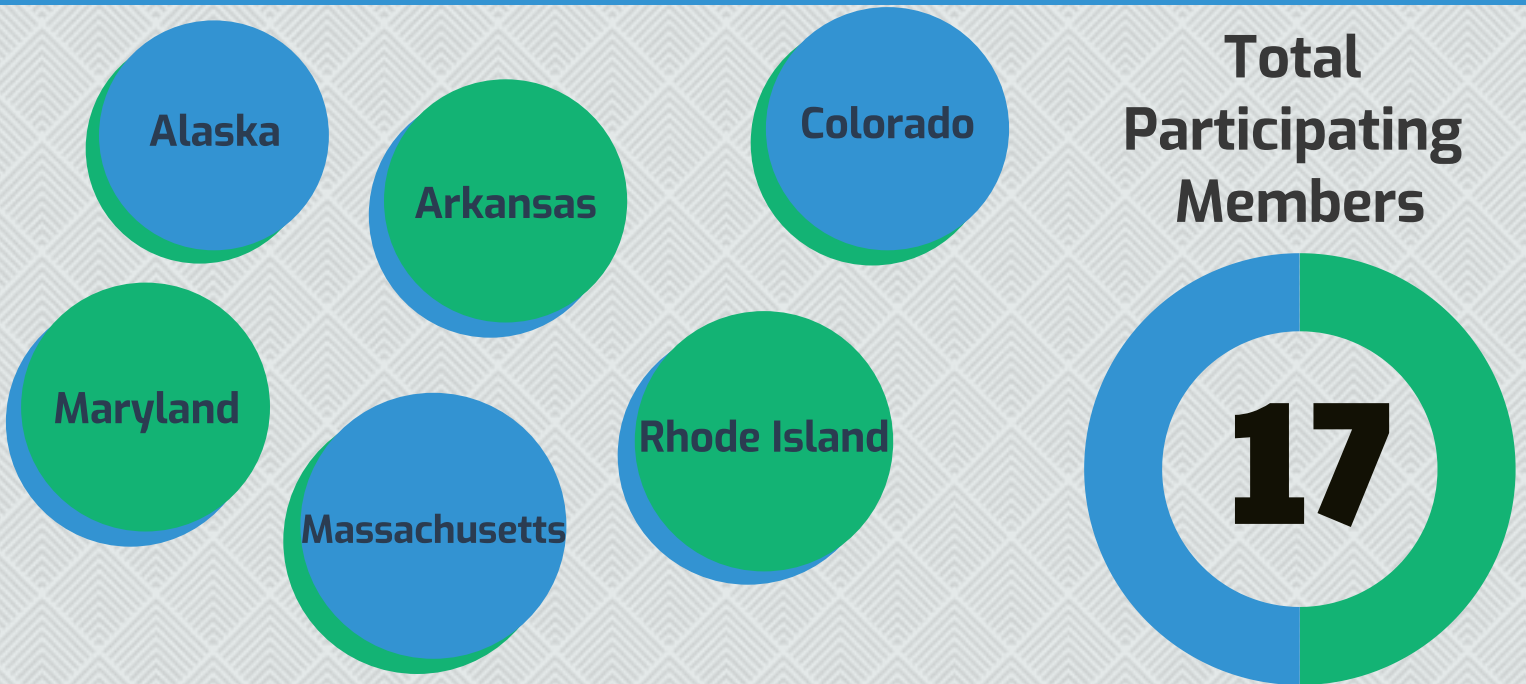 Alaska
Arkansas
Colorado
Maryland
Massachusetts
Rhode Island
Total
Participating
Members
17